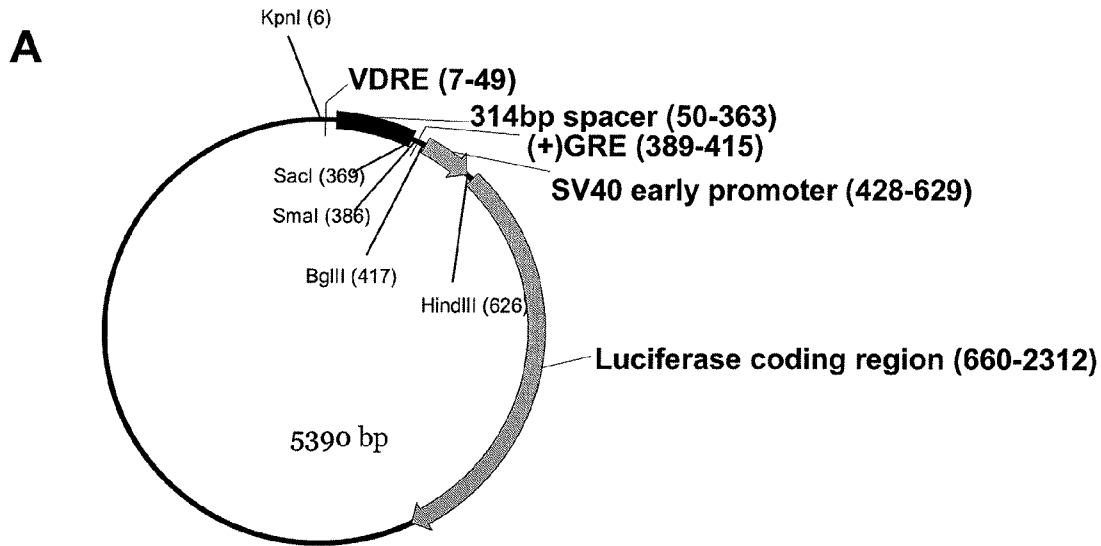 A
KpnI (6)
VDRE (7-49)
314bp spacer (50-363)
(+)GRE (389-415)
SacI (369)
SV40 early promoter (428-629)
SmaI (386)
BglII (417)
HindIII (626)
Luciferase coding region (660-2312)
5390 bp